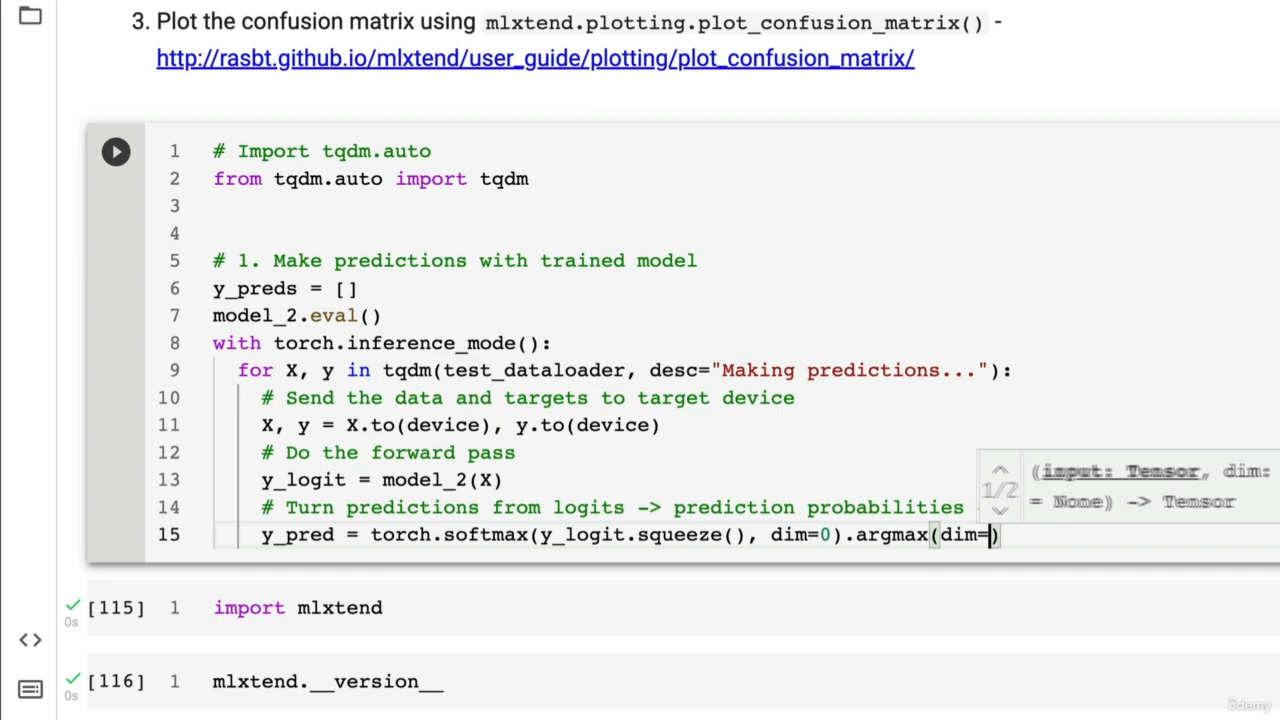 3. Plot the confusion matrix using mlxtend.plotting.plot_confusion_matrix() -
http://rasbt.github.io/mlxtend/user_guide/plotting/plot_confusion_matrix/
1 # Import tqdm.auto
2 from tqdm.auto import tqdm
3
4
5 # 1. Make predictions with trained model
6 y_preds = []
7 model_2.eval()
8 with torch.inference_mode():
9 for X, y in tqdm(test_dataloader, desc="Making predictions..."):
10 # Send the data and targets to target device
11 X, y = X.to(device), y.to(device)
12 # Do the forward pass
13 y_logit = model_2(X)
14 # Turn predictions from logits -> prediction probabilities
15 y_pred = torch.softmax(y_logit.squeeze(), dim=0).argmax(dim=)
(input: Tensor, dim:
1/2
= None) -> Tensor
[115] 1 import mlxtend
0s
[116] 1 mlxtend.__version__
0s
ûdemy